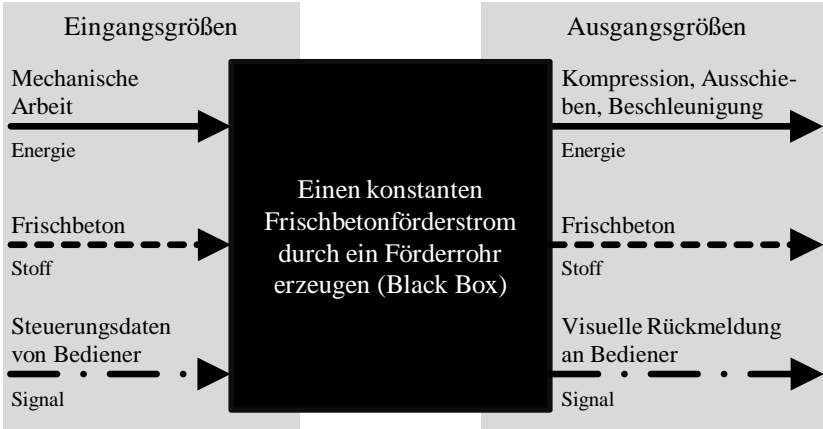 Eingangsgrößen
Ausgangsgrößen
Mechanische
Arbeit
Energie
Frischbeton
Stoff
Steuerungsdaten
von Bediener
Signal
Einen konstanten
Frischbetonförderstrom
durch ein Förderrohr
erzeugen (Black Box)
Kompression, Ausschie-
ben, Beschleunigung
Energie
Frischbeton
Stoff
Visuelle Rückmeldung
an Bediener
Signal